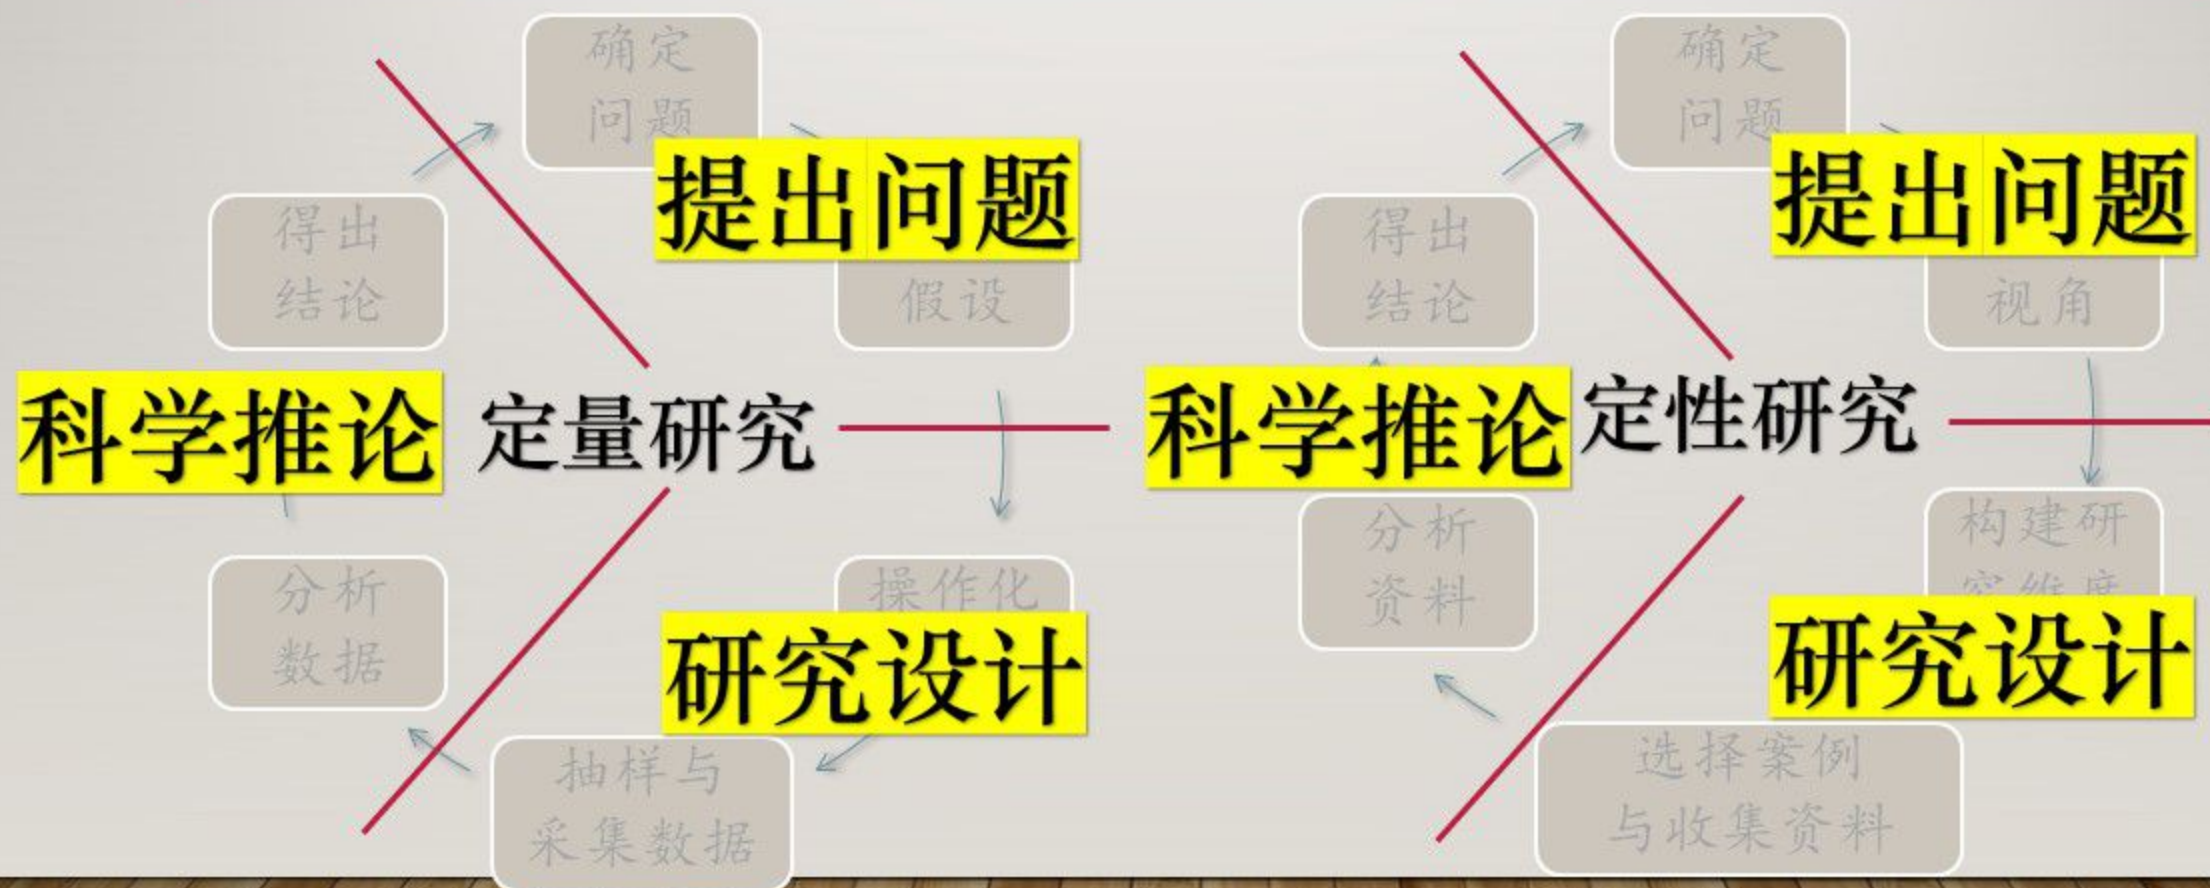 确定
问题
提出问题
假设
得出
结论
科学推论
定量研究
分析
数据
操作化
研究设计
抽样与
采集数据
确定
问题
提出问题
视角
得出
结论
科学推论
定性研究
分析
资料
构建研
究维度
研究设计
选择案例
与收集资料